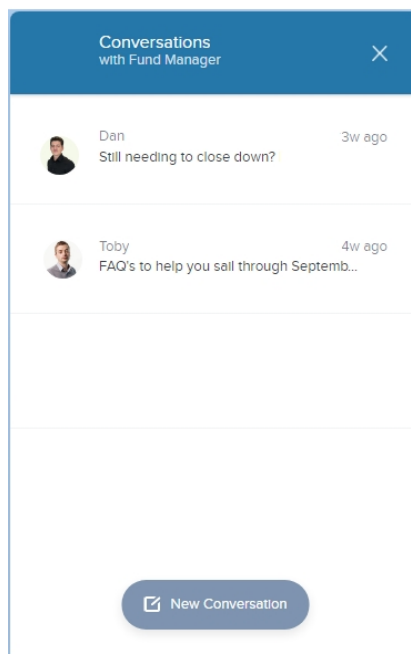 Conversations
with Fund Manager
Dan
3w ago
Still needing to close down?
Toby
4w ago
FAQ's to help you sail through Septemb...
New Conversation